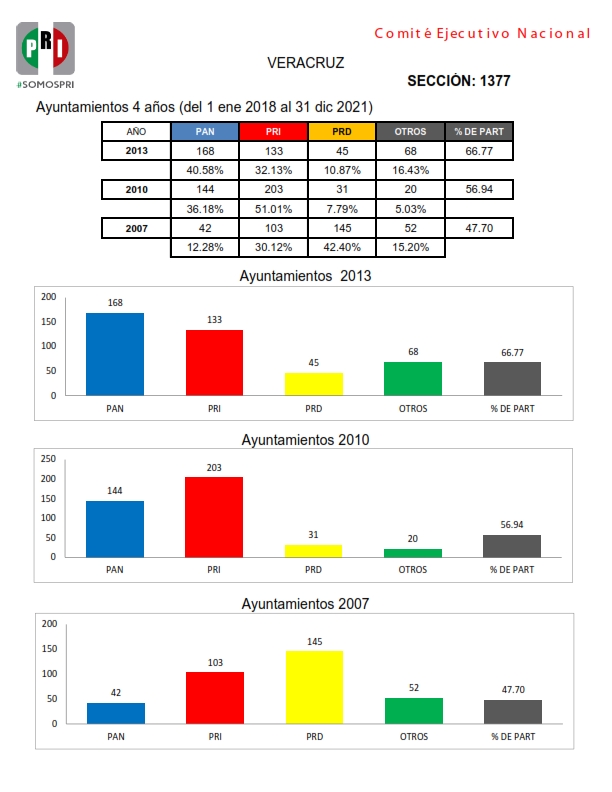 Comité Ejecutivo Nacional
PRI
#SOMOSPRI
VERACRUZ
SECCIÓN: 1377
Ayuntamientos 4 años (del 1 ene 2018 al 31 dic 2021)
AÑO PAN PRI PRD OTROS % DE PART
2013 168 133 45 68 66.77
40.58% 32.13% 10.87% 16.43%
2010 144 203 31 20 56.94
36.18% 51.01% 7.79% 5.03%
2007 42 103 145 52 47.70
12.28% 30.12% 42.40% 15.20%
Ayuntamientos 2013
200
150
100
50
0
168 133 45 68 66.77
PAN PRI PRD OTROS % DE PART
Ayuntamientos 2010
250
200
150
100
50
0
144 203 31 20 56.94
PAN PRI PRD OTROS % DE PART
Ayuntamientos 2007
200
150
100
50
0
42 103 145 52 47.70
PAN PRI PRD OTROS % DE PART